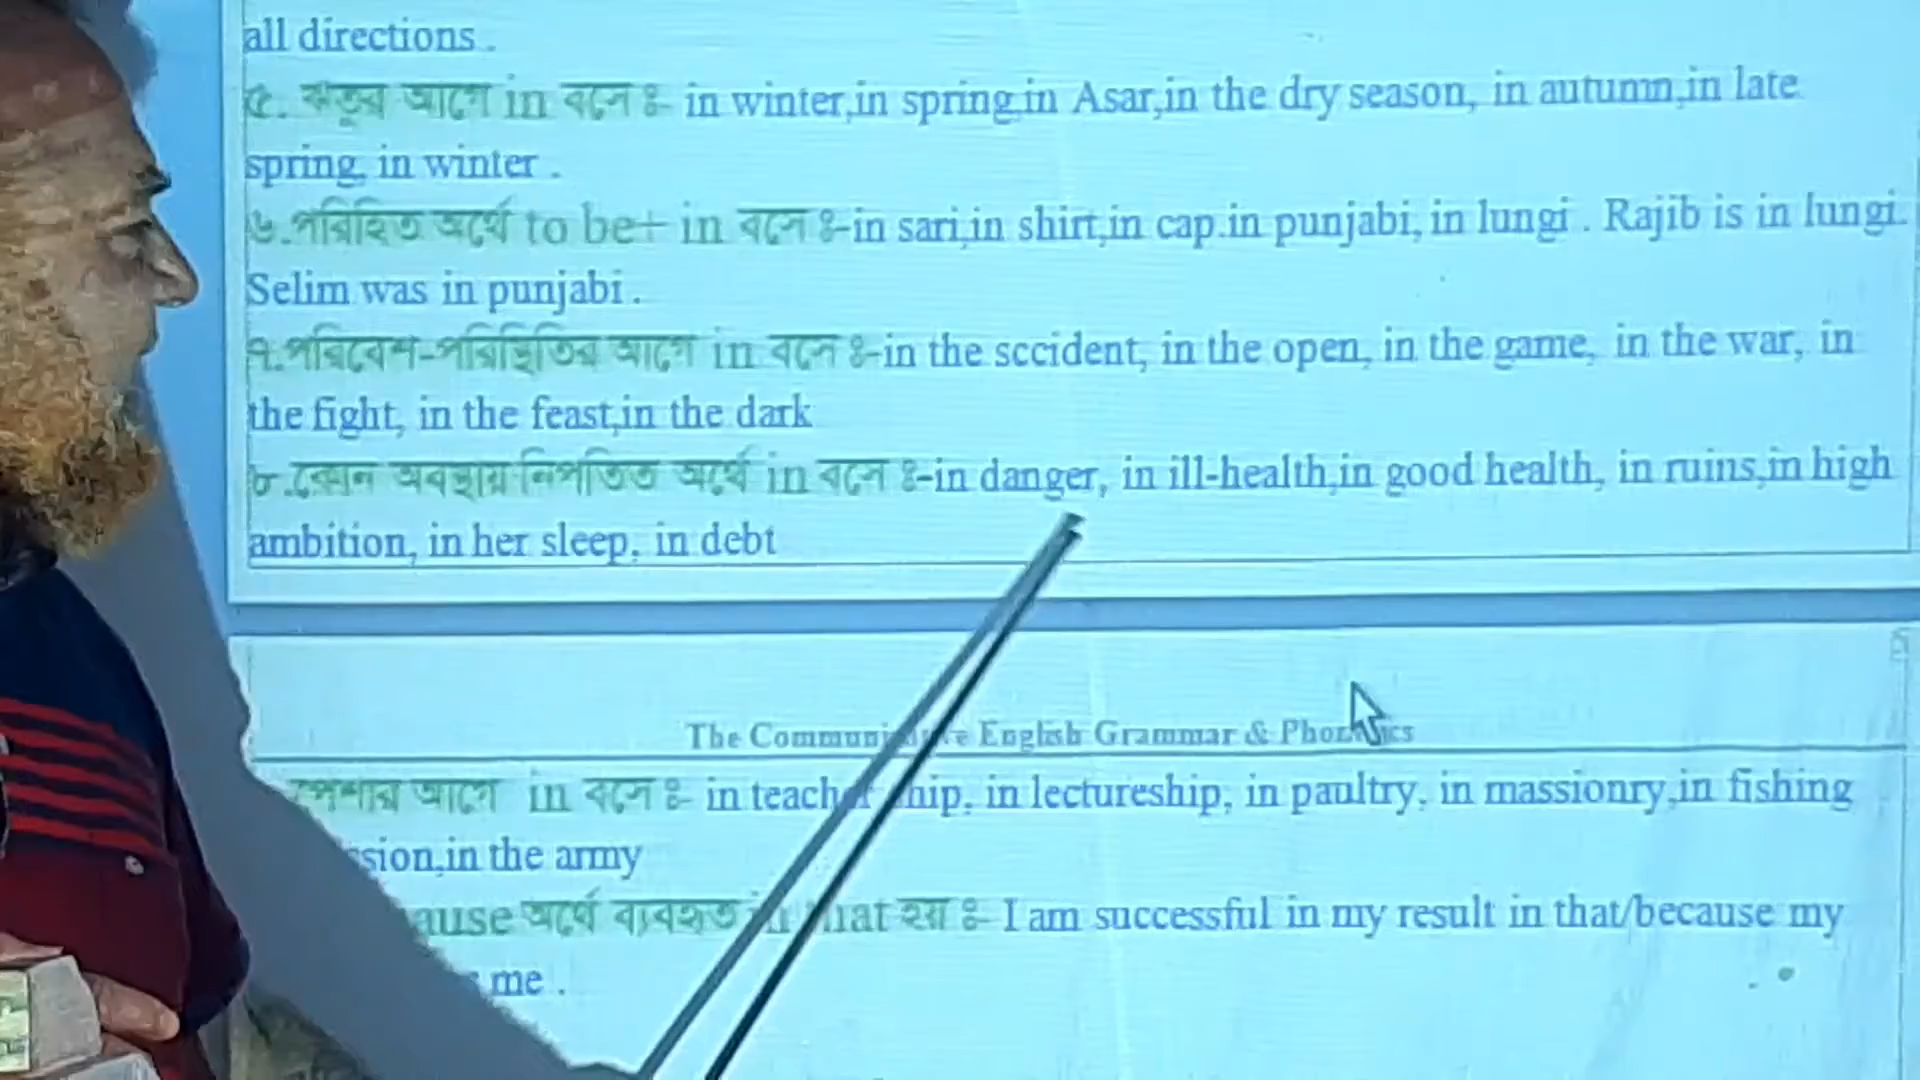 all directions .
৫. ঋতুর আগে in বসে ঃ- in winter,in spring,in Asar,in the dry season, in autumn,in late
spring, in winter .
৬.পরিহিত অর্থে to be+ in বসে ঃ-in sari,in shirt,in cap.in punjabi, in lungi . Rajib is in lungi.
Selim was in punjabi .
৭.পরিবেশ-পরিস্থিতির আগে in বসে ঃ-in the sccident, in the open, in the game, in the war, in
the fight, in the feast,in the dark
৮.কোন অবস্থায় নিপতিত অর্থে in বসে ঃ-in danger, in ill-health,in good health, in ruins,in high
ambition, in her sleep, in debt
5
The English Grammar & Phonetics
পেশার আগে in বসে ঃ- in lectureship, in paultry, in massionry,in fishing
sion,in the army
ause অর্থে ব্যবহৃত in that হয় ঃ- I am successful in my result in that/because my
me .